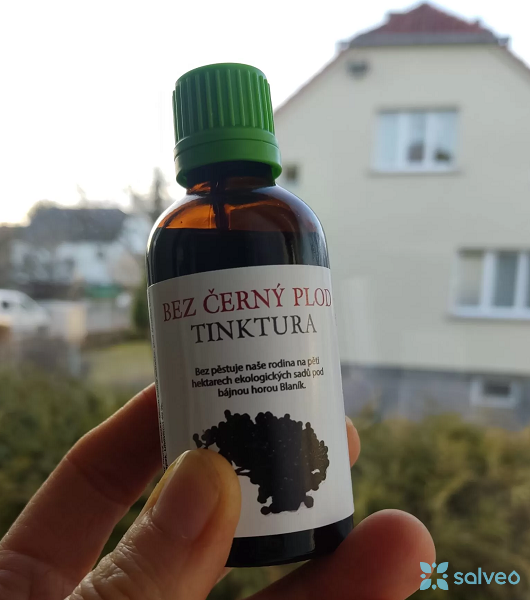 BEZ ČERNÝ PLOD
TINKTURA
Bez pěstuje naše rodina na pěti
hektarech ekologických sadů pod
bájnou horou Blaník.
salveo